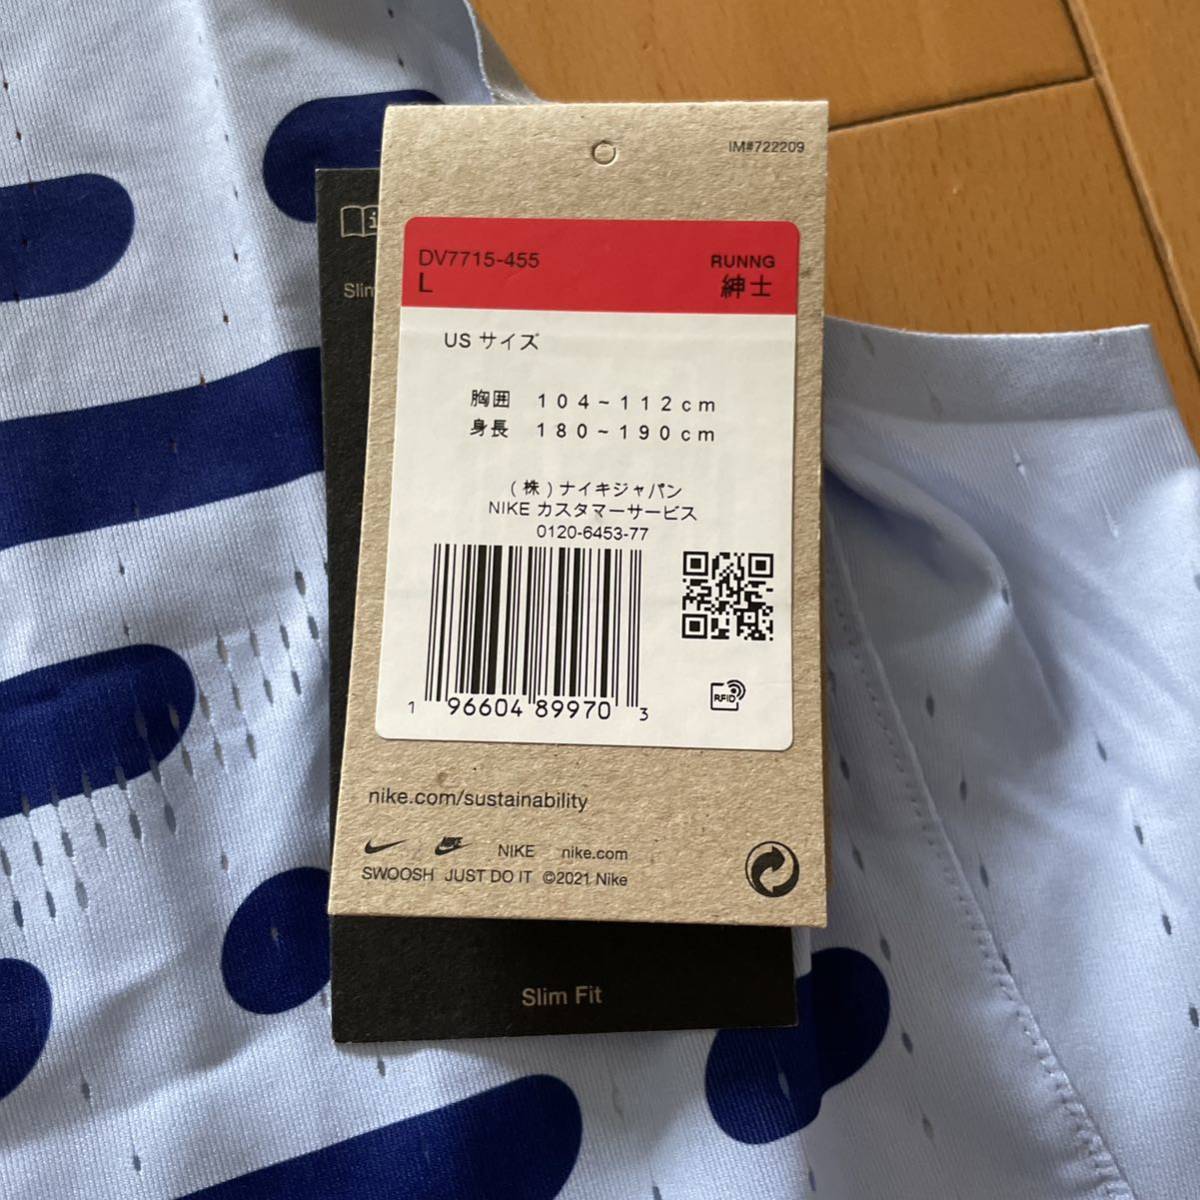 IM#722209
DV7715-455
RUNNG
L
紳士
US サイズ
胸囲 104~112cm
身長 180~190cm
(株)ナイキジャパン
NIKE カスタマーサービス
0120-6453-77
1 96604 89970 3
RFID
nike.com/sustainability
NIKE nike.com
SWOOSH JUST DO IT ©2021 Nike
i
Slim
Slim Fit